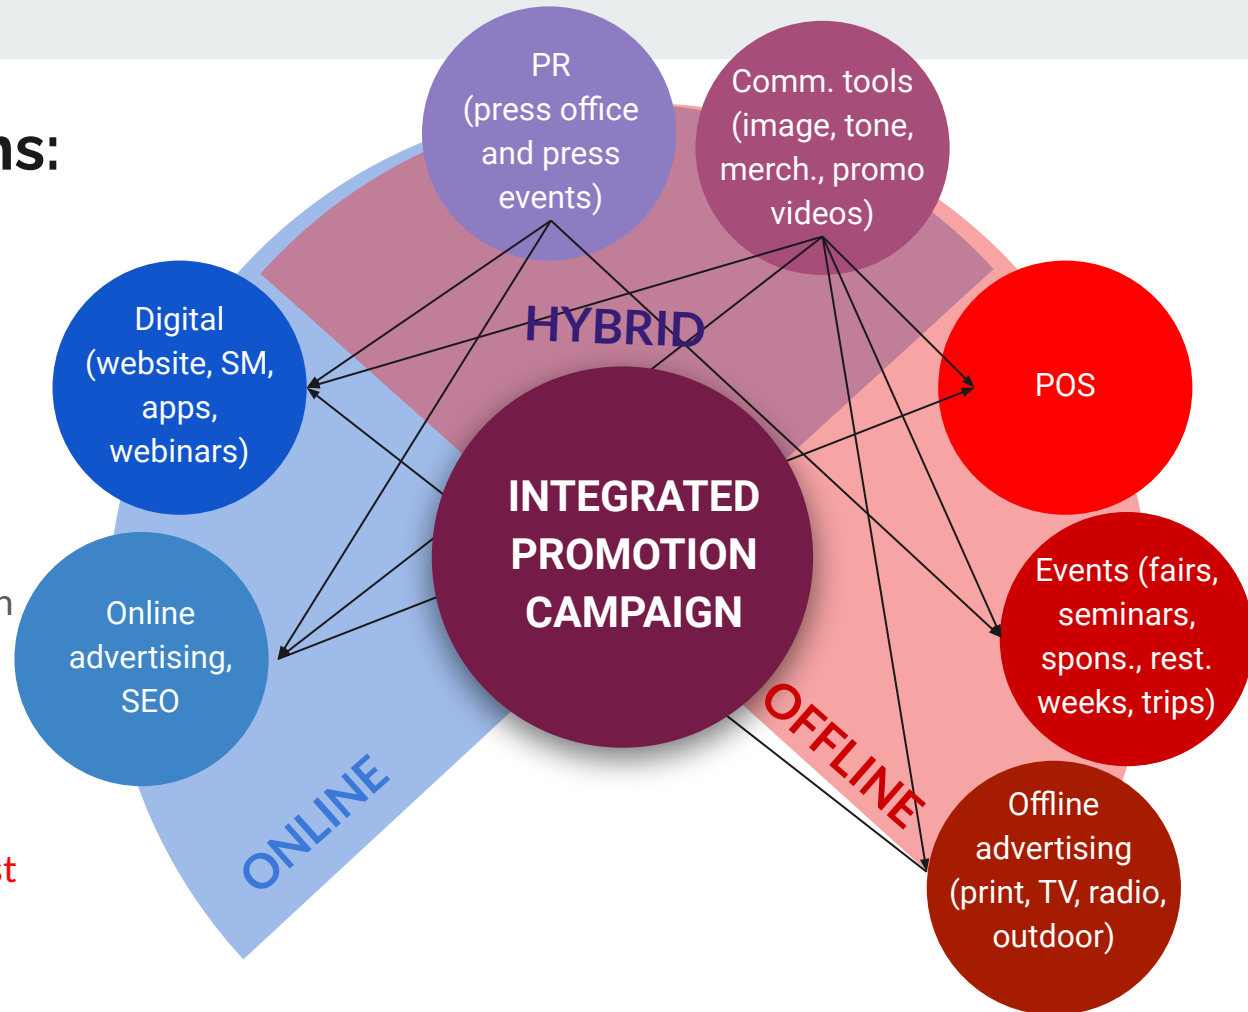 PR
(press office
and press
events)
Comm. tools
(image, tone,
merch., promo
videos)
ns:
Digital
(website, SM,
apps,
webinars)
HYBRID
POS
INTEGRATED
PROMOTION
CAMPAIGN
Online
advertising,
SEO
n
Events (fairs,
seminars,
spons., rest.
weeks, trips)
ONLINE
OFFLINE
Offline
advertising
(print, TV, radio,
outdoor)
st